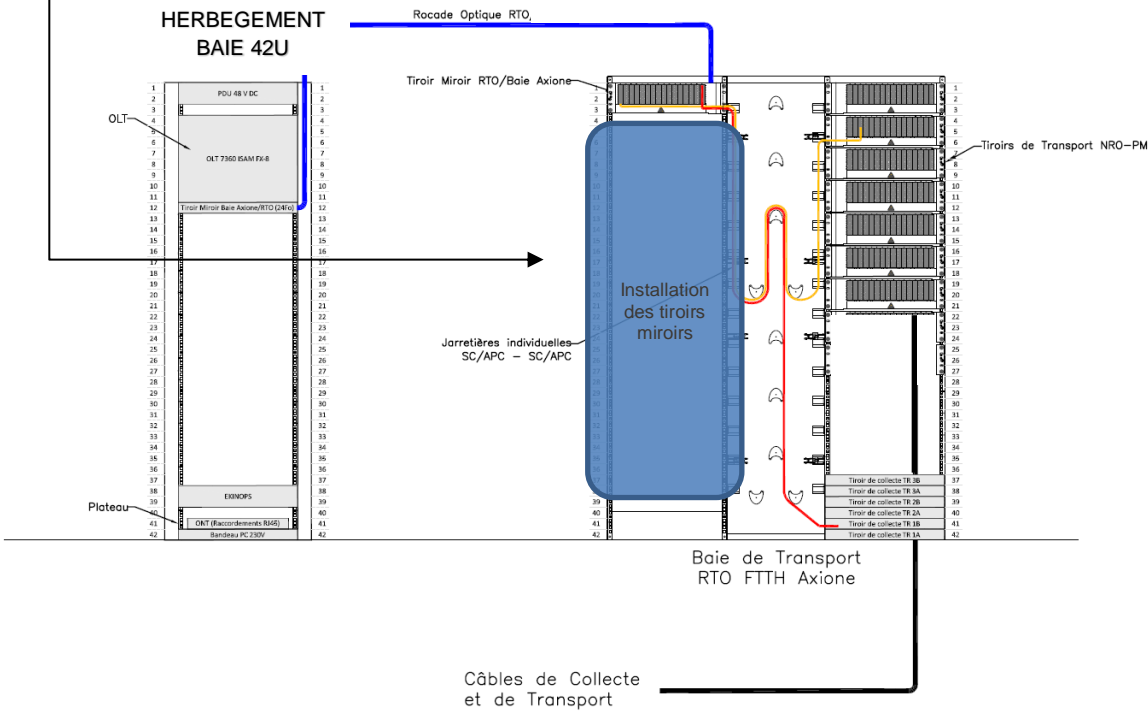 HERBEGEMENT
BAIE 42U
Rocade Optique RTO
Tiroir Miroir RTO/Baie Axione
OLT
PDU 48 V DC
OLT 7360 ISAM FX-8
Tiroir Miroir Baie Axione/RTO (24Fo)
Tiroirs de Transport NRO-PM
Installation
des tiroirs
miroirs
Jarretières individuelles
SC/APC - SC/APC
Plateau
EKINOPS
ONT (Raccordements RJ46)
Bandeau PC 230V
Tiroir de collecte TR 3B
Tiroir de collecte TR 3A
Tiroir de collecte TR 2B
Tiroir de collecte TR 2A
Tiroir de collecte TR 1B
Tiroir de collecte TR 1A
Baie de Transport
RTO FTTH Axione
Câbles de Collecte
et de Transport